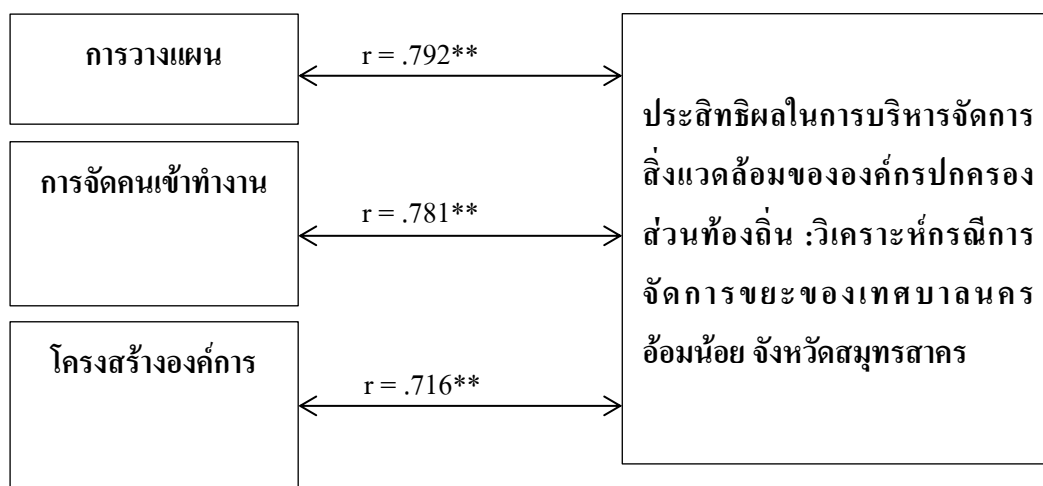 การวางแผน
r = .792**
การจัดคนเข้าทำงาน
r = .781**
โครงสร้างองค์การ
r = .716**
ประสิทธิผลในการบริหารจัดการ
สิ่งแวดล้อมขององค์กรปกครอง
ส่วนท้องถิ่น :วิเคราะห์กรณีการ
จัดการขยะของเทศบาลนคร
อ้อมน้อย จังหวัดสมุทรสาคร